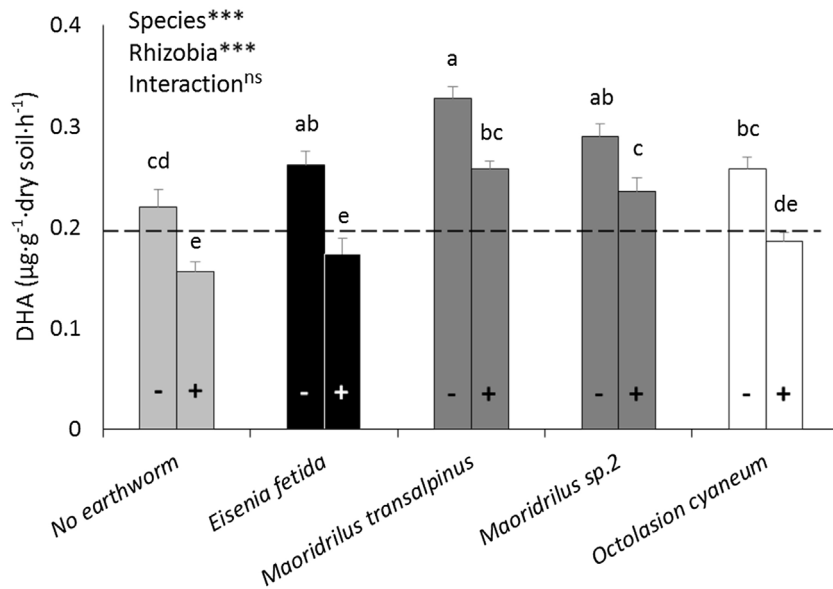 Species***
Rhizobia***
Interactionⁿˢ
DHA (µg·g⁻¹·dry soil·h⁻¹)
0.4
0.3
0.2
0.1
0
cd
e
ab
e
a
bc
ab
c
bc
de
- + - + - + - + - +
No earthworm
Eisenia fetida
Maoridrilus transalpinus
Maoridrilus sp.2
Octolasion cyaneum